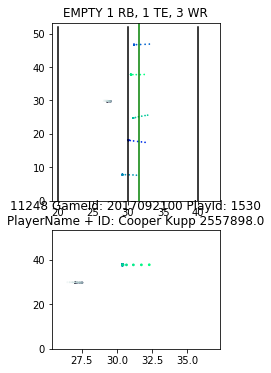 EMPTY 1 RB, 1 TE, 3 WR
50
40
30
20
10
0
20 25 30 35 40
11248 GameId: 2017092100 PlayId: 1530
PlayerName + ID: Cooper Kupp 2557898.0
40
20
0
27.5 30.0 32.5 35.0